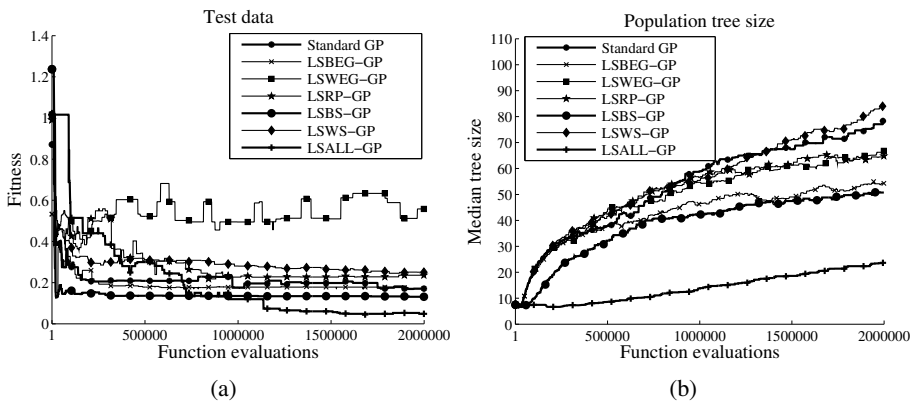 Test data
1.4
1.2
1
0.8
0.6
0.4
0.2
0
Fitness
Standard GP
LSBEG−GP
LSWEG−GP
LSRP−GP
LSBS−GP
LSWS−GP
LSALL−GP
1
500000
1000000
1500000
2000000
Function evaluations
(a)
Population tree size
110
100
90
80
70
60
50
40
30
20
10
0
Median tree size
Standard GP
LSBEG−GP
LSWEG−GP
LSRP−GP
LSBS−GP
LSWS−GP
LSALL−GP
1
500000
1000000
1500000
2000000
Function evaluations
(b)